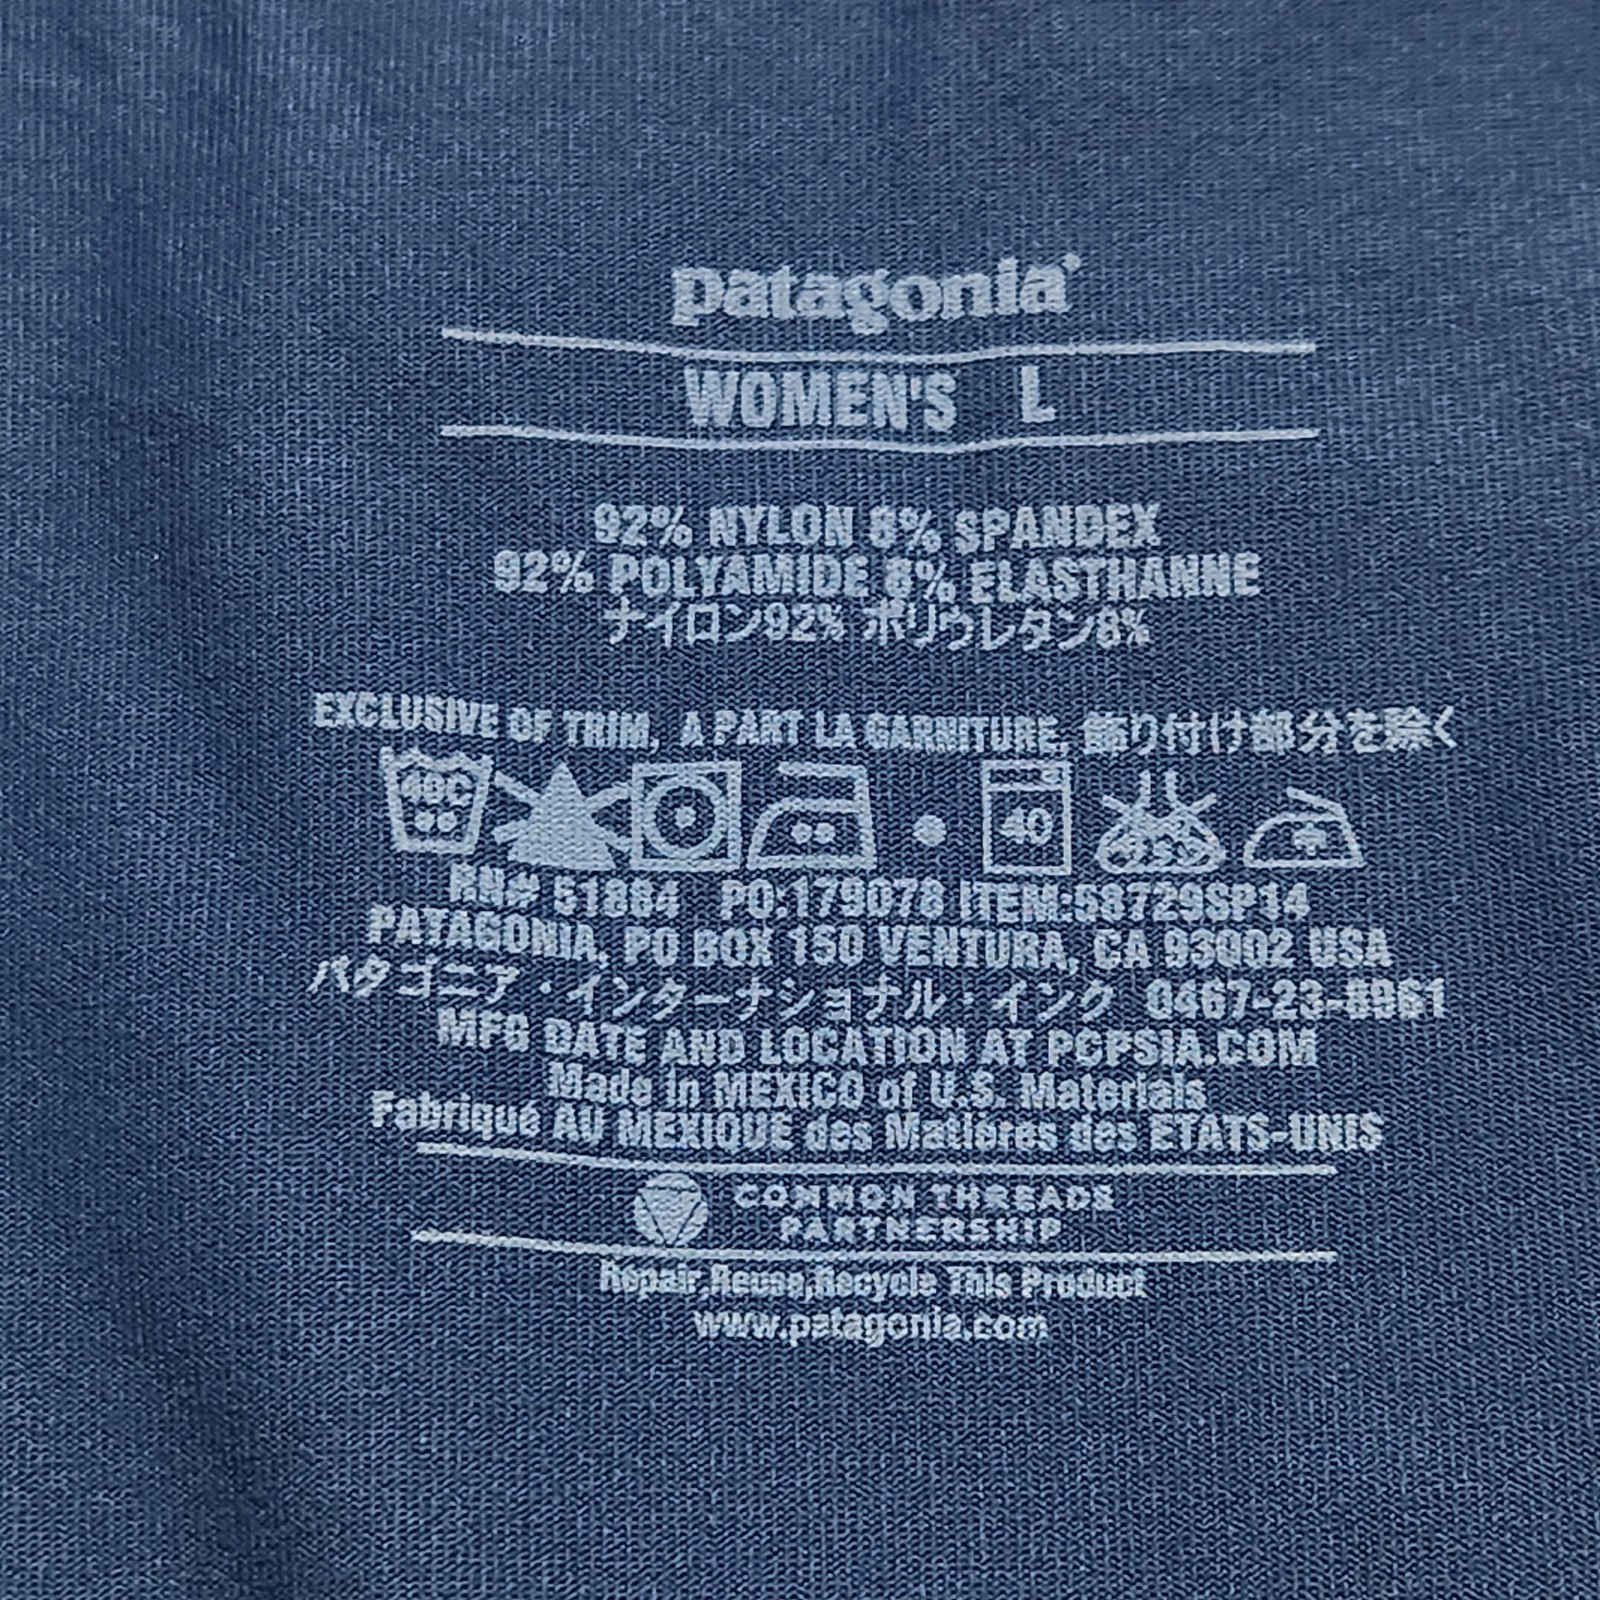 patagonia®
WOMEN'S L
92% NYLON 8% SPANDEX
92% POLYAMIDE 8% ELASTHANNE
ナイロン92% ポリウレタン8%
EXCLUSIVE OF TRIM, A PART LA GARNITURE, 飾り付け部分を除く
40C
40
RN# 51884 PO:179078 ITEM:58729SP14
PATAGONIA, PO BOX 150 VENTURA, CA 93002 USA
パタゴニア・インターナショナル・インク 0467-23-8961
MFG DATE AND LOCATION AT PCPSIA.COM
Made in MEXICO of U.S. Materials
Fabriqué AU MEXIQUE des Matières des ETATS-UNIS
COMMON THREADS
PARTNERSHIP
Repair,Reuse,Recycle This Product
www.patagonia.com